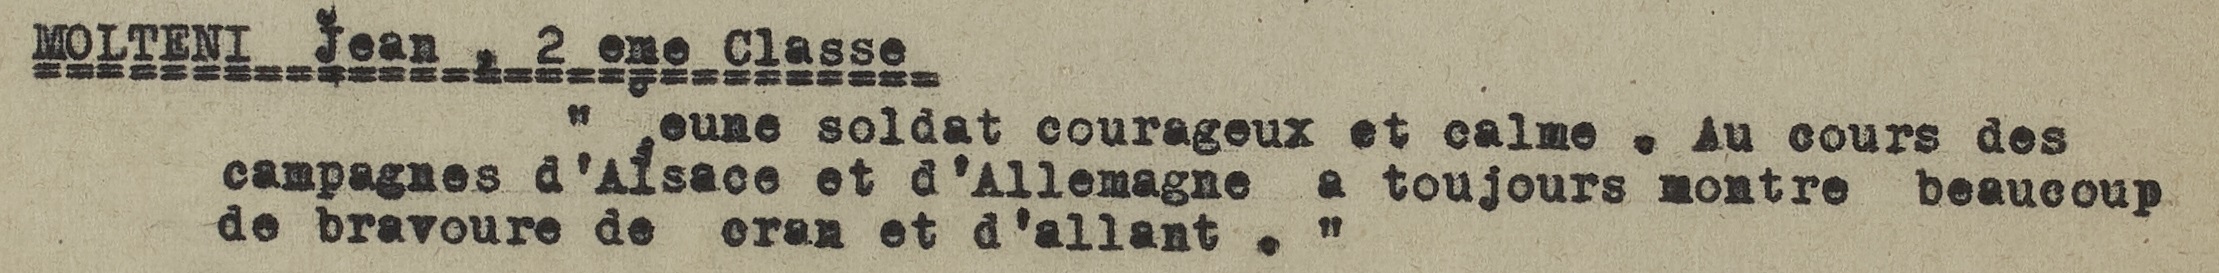 MOLTENI Jean , 2 eme Classe
" jeune soldat courageux et calme . Au cours des
campagnes d'Alsace et d'Allemagne a toujours montre beaucoup
de bravoure de cran et d'allant . "